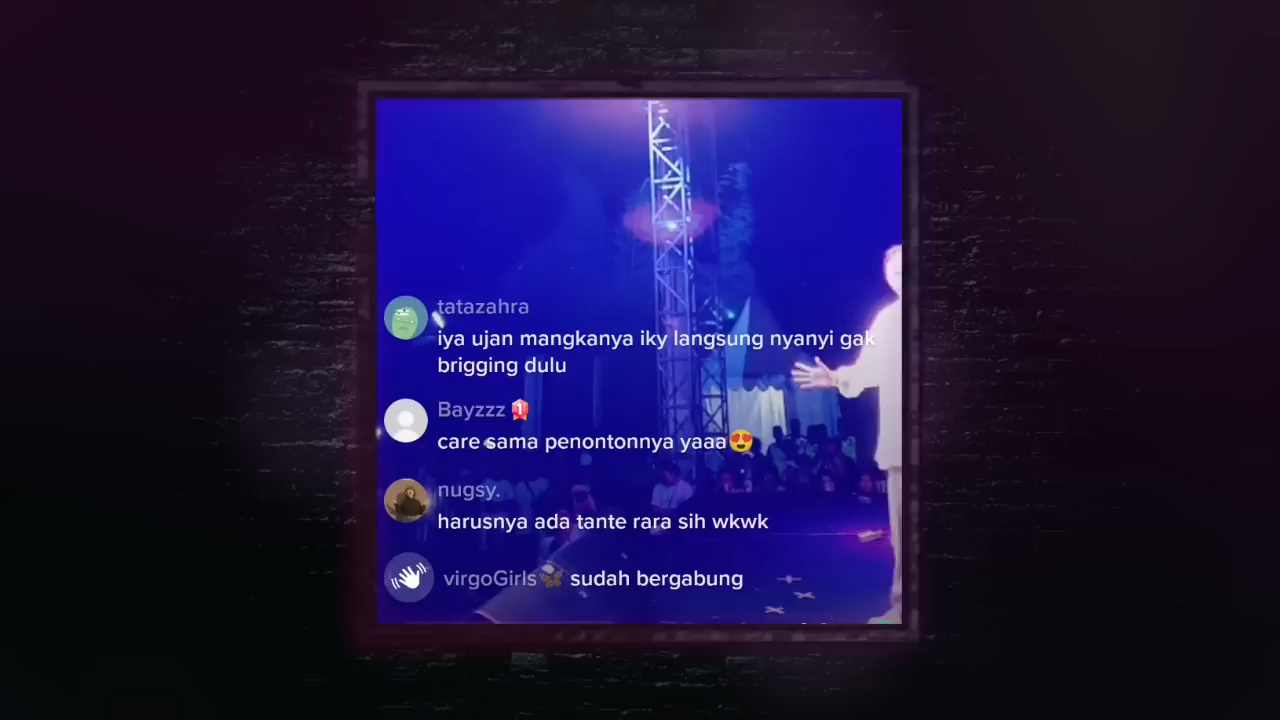 tatazahra
iya ujan mangkanya iky langsung nyanyi gak
brigging dulu
Bayzzz 1
care sama penontonnya yaaa😍
nugsy.
harusnya ada tante rara sih wkwk
virgoGirls🦋 sudah bergabung